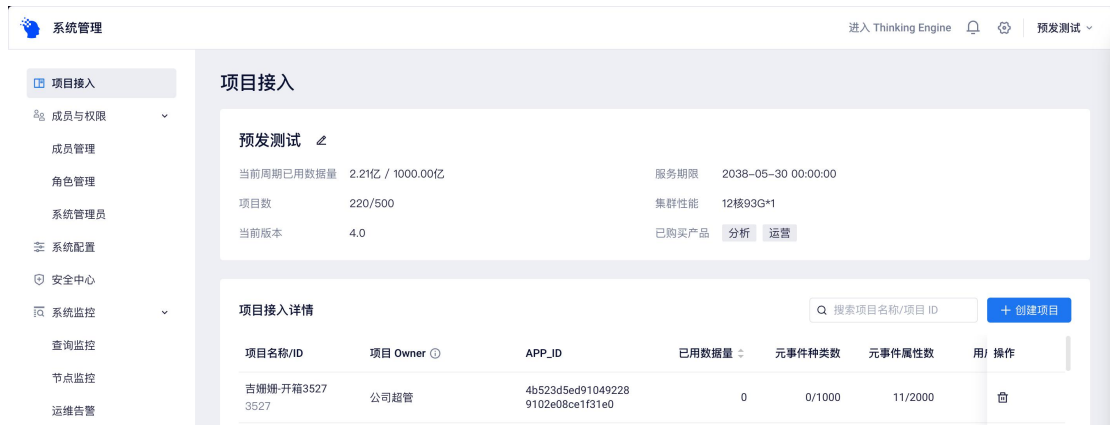 系统管理
进入 Thinking Engine
预发测试
项目接入
成员与权限
成员管理
角色管理
系统管理员
系统配置
安全中心
系统监控
查询监控
节点监控
运维告警
项目接入
预发测试
当前周期已用数据量 2.21亿 / 1000.00亿
服务期限 2038-05-30 00:00:00
项目数 220/500
集群性能 12核93G*1
当前版本 4.0
已购买产品 分析 运营
项目接入详情
搜索项目名称/项目 ID
创建项目
项目名称/ID 项目 Owner APP_ID 已用数据量 元事件种类数 元事件属性数 操作
吉姗姗-开箱3527
3527
公司超管
4b523d5ed91049228
9102e08ce1f31e0
0 0/1000 11/2000